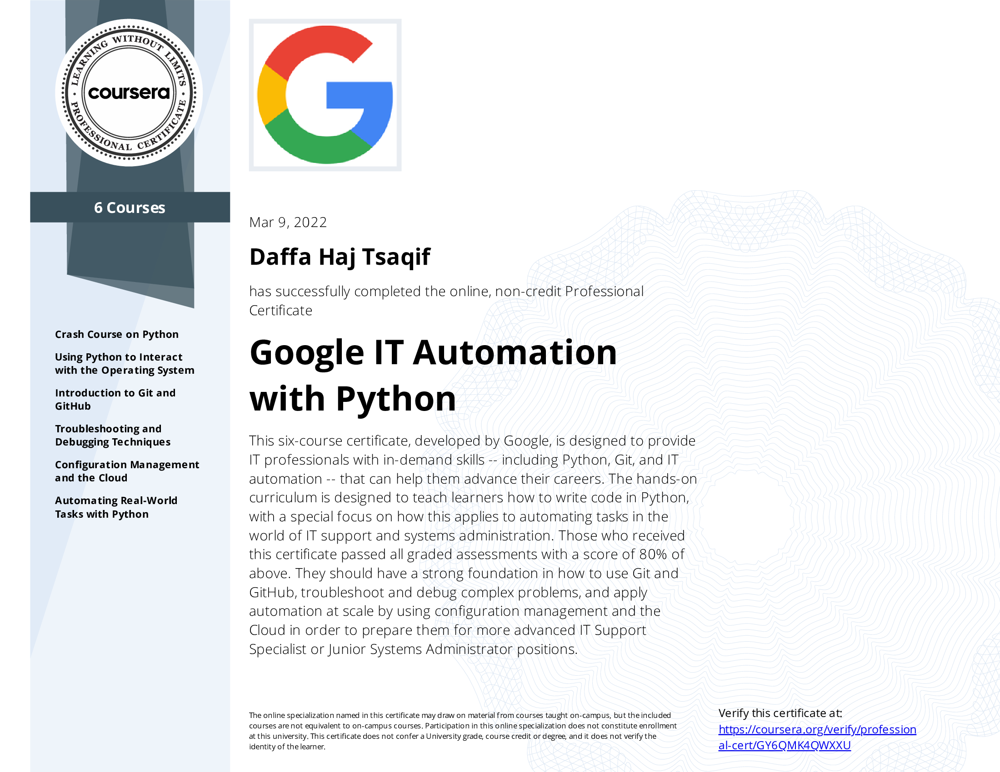 LEARNING WITHOUT LIMITS
coursera
PROFESSIONAL CERTIFICATE
6 Courses
Crash Course on Python
Using Python to Interact
with the Operating System
Introduction to Git and
GitHub
Troubleshooting and
Debugging Techniques
Configuration Management
and the Cloud
Automating Real-World
Tasks with Python
Mar 9, 2022
Daffa Haj Tsaqif
has successfully completed the online, non-credit Professional
Certificate
Google IT Automation
with Python
This six-course certificate, developed by Google, is designed to provide
IT professionals with in-demand skills -- including Python, Git, and IT
automation -- that can help them advance their careers. The hands-on
curriculum is designed to teach learners how to write code in Python,
with a special focus on how this applies to automating tasks in the
world of IT support and systems administration. Those who received
this certificate passed all graded assessments with a score of 80% of
above. They should have a strong foundation in how to use Git and
GitHub, troubleshoot and debug complex problems, and apply
automation at scale by using configuration management and the
Cloud in order to prepare them for more advanced IT Support
Specialist or Junior Systems Administrator positions.
The online specialization named in this certificate may draw on material from courses taught on-campus, but the included
courses are not equivalent to on-campus courses. Participation in this online specialization does not constitute enrollment
at this university. This certificate does not confer a University grade, course credit or degree, and it does not verify the
identity of the learner.
Verify this certificate at:
https://coursera.org/verify/profession
al-cert/GY6QMK4QWXXU